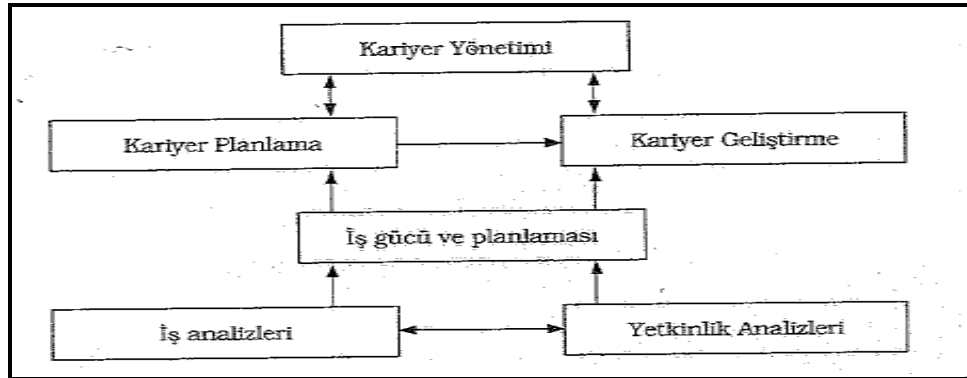 Kariyer Yönetimi
Kariyer Planlama
Kariyer Geliştirme
İş gücü ve planlaması
İş analizleri
Yetkinlik Analizleri